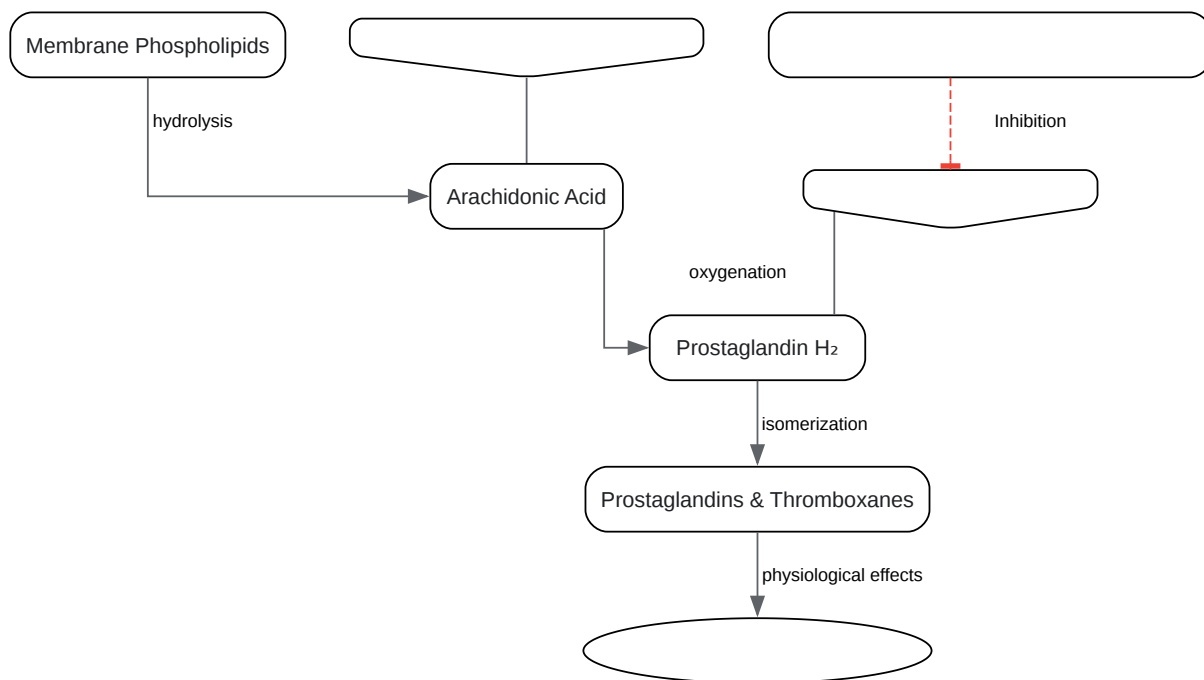 Membrane Phospholipids
hydrolysis
Inhibition
Arachidonic Acid
oxygenation
Prostaglandin H₂
isomerization
Prostaglandins & Thromboxanes
physiological effects